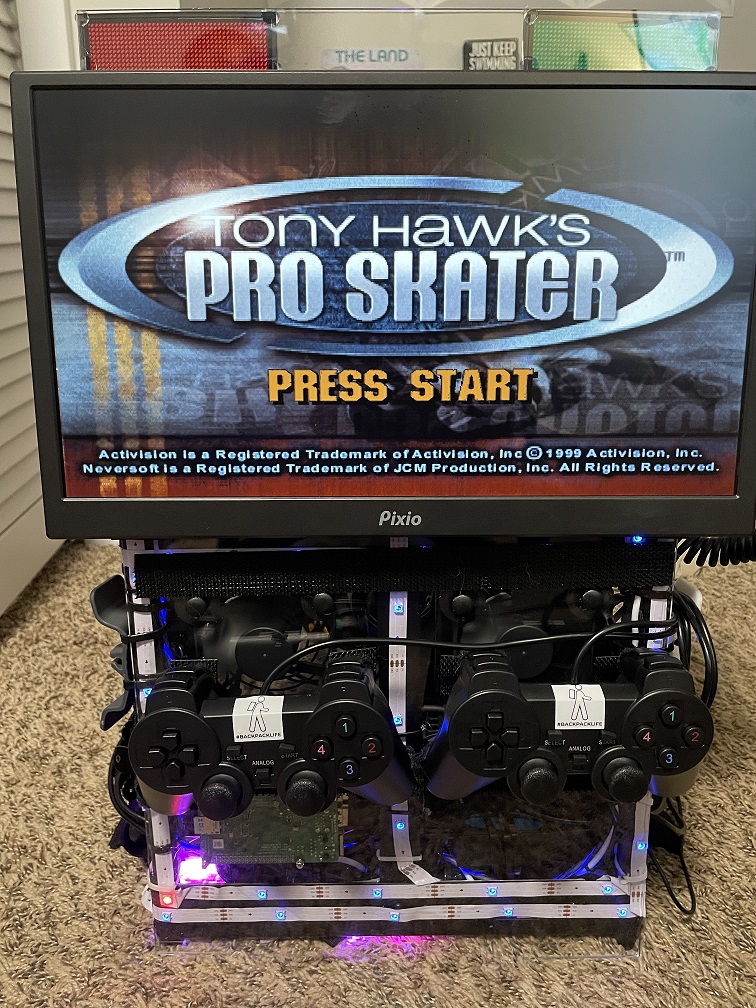 THE LAND
JUST KEEP
SWIMMING
TONY HAWK'S
PRO SKATER
TM
PRESS START
Activision is a Registered Trademark of Activision, Inc © 1999 Activision, Inc.
Neversoft is a Registered Trademark of JCM Production, Inc. All Rights Reserved.
Pixio
#BACKPACKLIFE
SELECT
START
ANALOG
1
2
3
4
#BACKPACKLIFE
SELECT
START
ANALOG
1
2
3
4